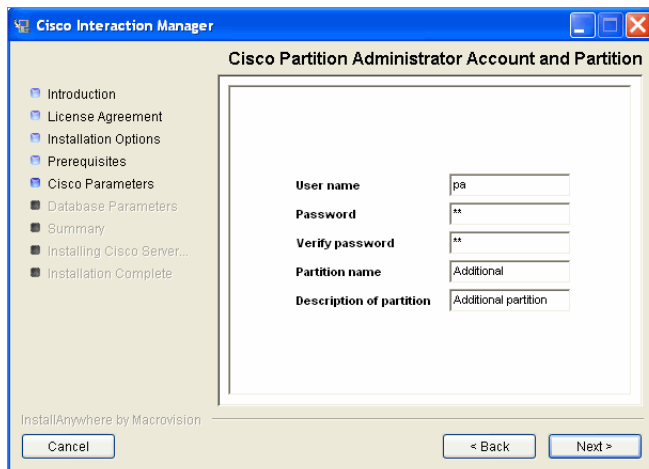 Cisco Interaction Manager
Cisco Partition Administrator Account and Partition
Introduction
License Agreement
Installation Options
Prerequisites
Cisco Parameters
Database Parameters
Summary
Installing Cisco Server...
Installation Complete
User name pa
Password **
Verify password **
Partition name Additional
Description of partition Additional partition
InstallAnywhere by Macrovision
Cancel < Back Next >